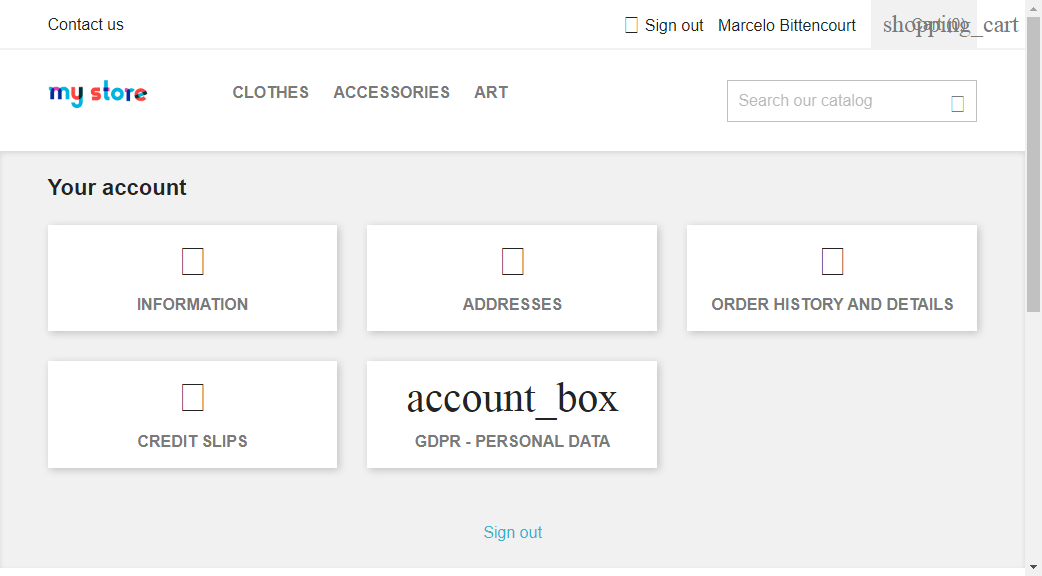 Contact us
Sign out Marcelo Bittencourt shopping_cart Cart (0)
my store
CLOTHES ACCESSORIES ART
Search our catalog
Your account
INFORMATION
ADDRESSES
ORDER HISTORY AND DETAILS
CREDIT SLIPS
account_box
GDPR - PERSONAL DATA
Sign out